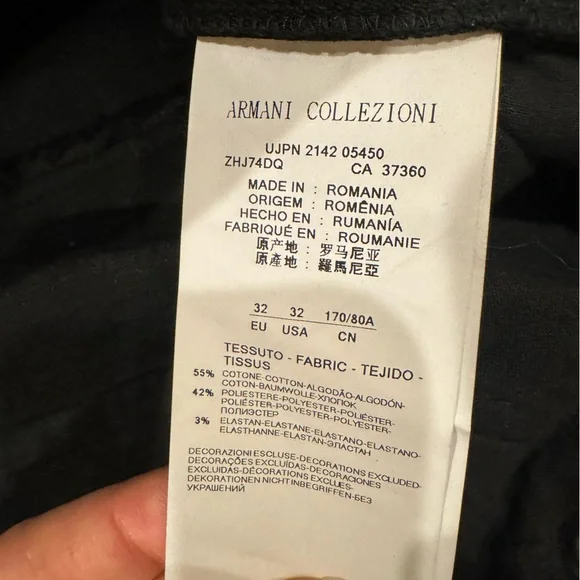 ARMANI COLLEZIONI
UJPN 2142 05450
ZHJ74DQ CA 37360
MADE IN : ROMANIA
ORIGEM : ROMÊNIA
HECHO EN : RUMANÍA
FABRIQUÉ EN : ROUMANIE
原产地 : 罗马尼亚
原產地 : 羅馬尼亞
32 32 170/80A
EU USA CN
TESSUTO - FABRIC - TEJIDO -
TISSUS
55% COTONE-COTTON-ALGODÃO-ALGODÓN-
COTON-BAUMWOLLE-ХЛОПОК
42% POLIESTERE-POLYESTER-POLIÉSTER-
POLIÉSTER-POLYESTER-POLYESTER-
ПОЛИЭСТЕР
3% ELASTAN-ELASTANE-ELASTANO-ELASTANO-
ELASTHANNE-ELASTAN-ЭЛАСТАН
DECORAZIONI ESCLUSE-DECORATIONS EXCLUDED-
DECORAÇÕES EXCLUÍDAS-DECORACIONES
EXCLUIDAS-DÉCORATIONS EXCLUES-
DEKORATIONEN NICHT INBEGRIFFEN-БЕЗ
УКРАШЕНИЙ